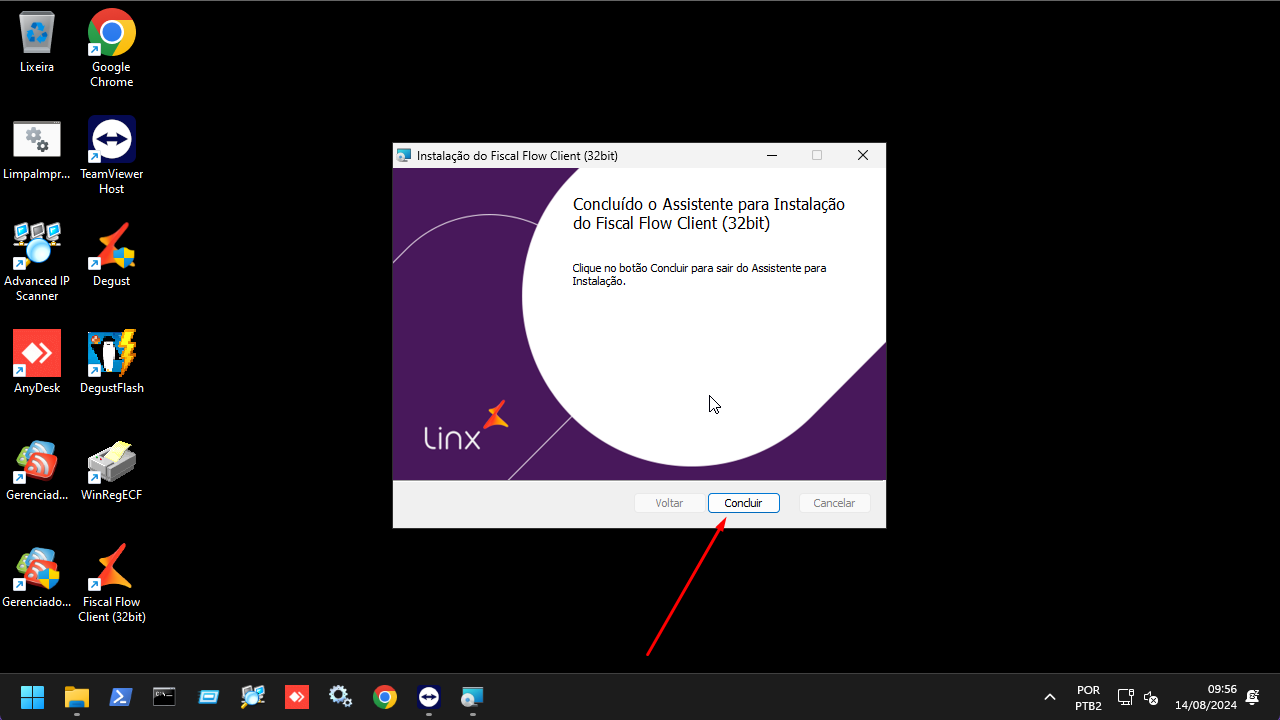 Lixeira
Google
Chrome
LimpaImpr...
TeamViewer
Host
Advanced IP
Scanner
Degust
AnyDesk
DegustFlash
Gerenciad...
WinRegECF
Gerenciado...
Fiscal Flow
Client (32bit)
Instalação do Fiscal Flow Client (32bit)
Concluído o Assistente para Instalação
do Fiscal Flow Client (32bit)
Clique no botão Concluir para sair do Assistente para
Instalação.
Linx
Voltar
Concluir
Cancelar
POR
PTB2
09:56
14/08/2024